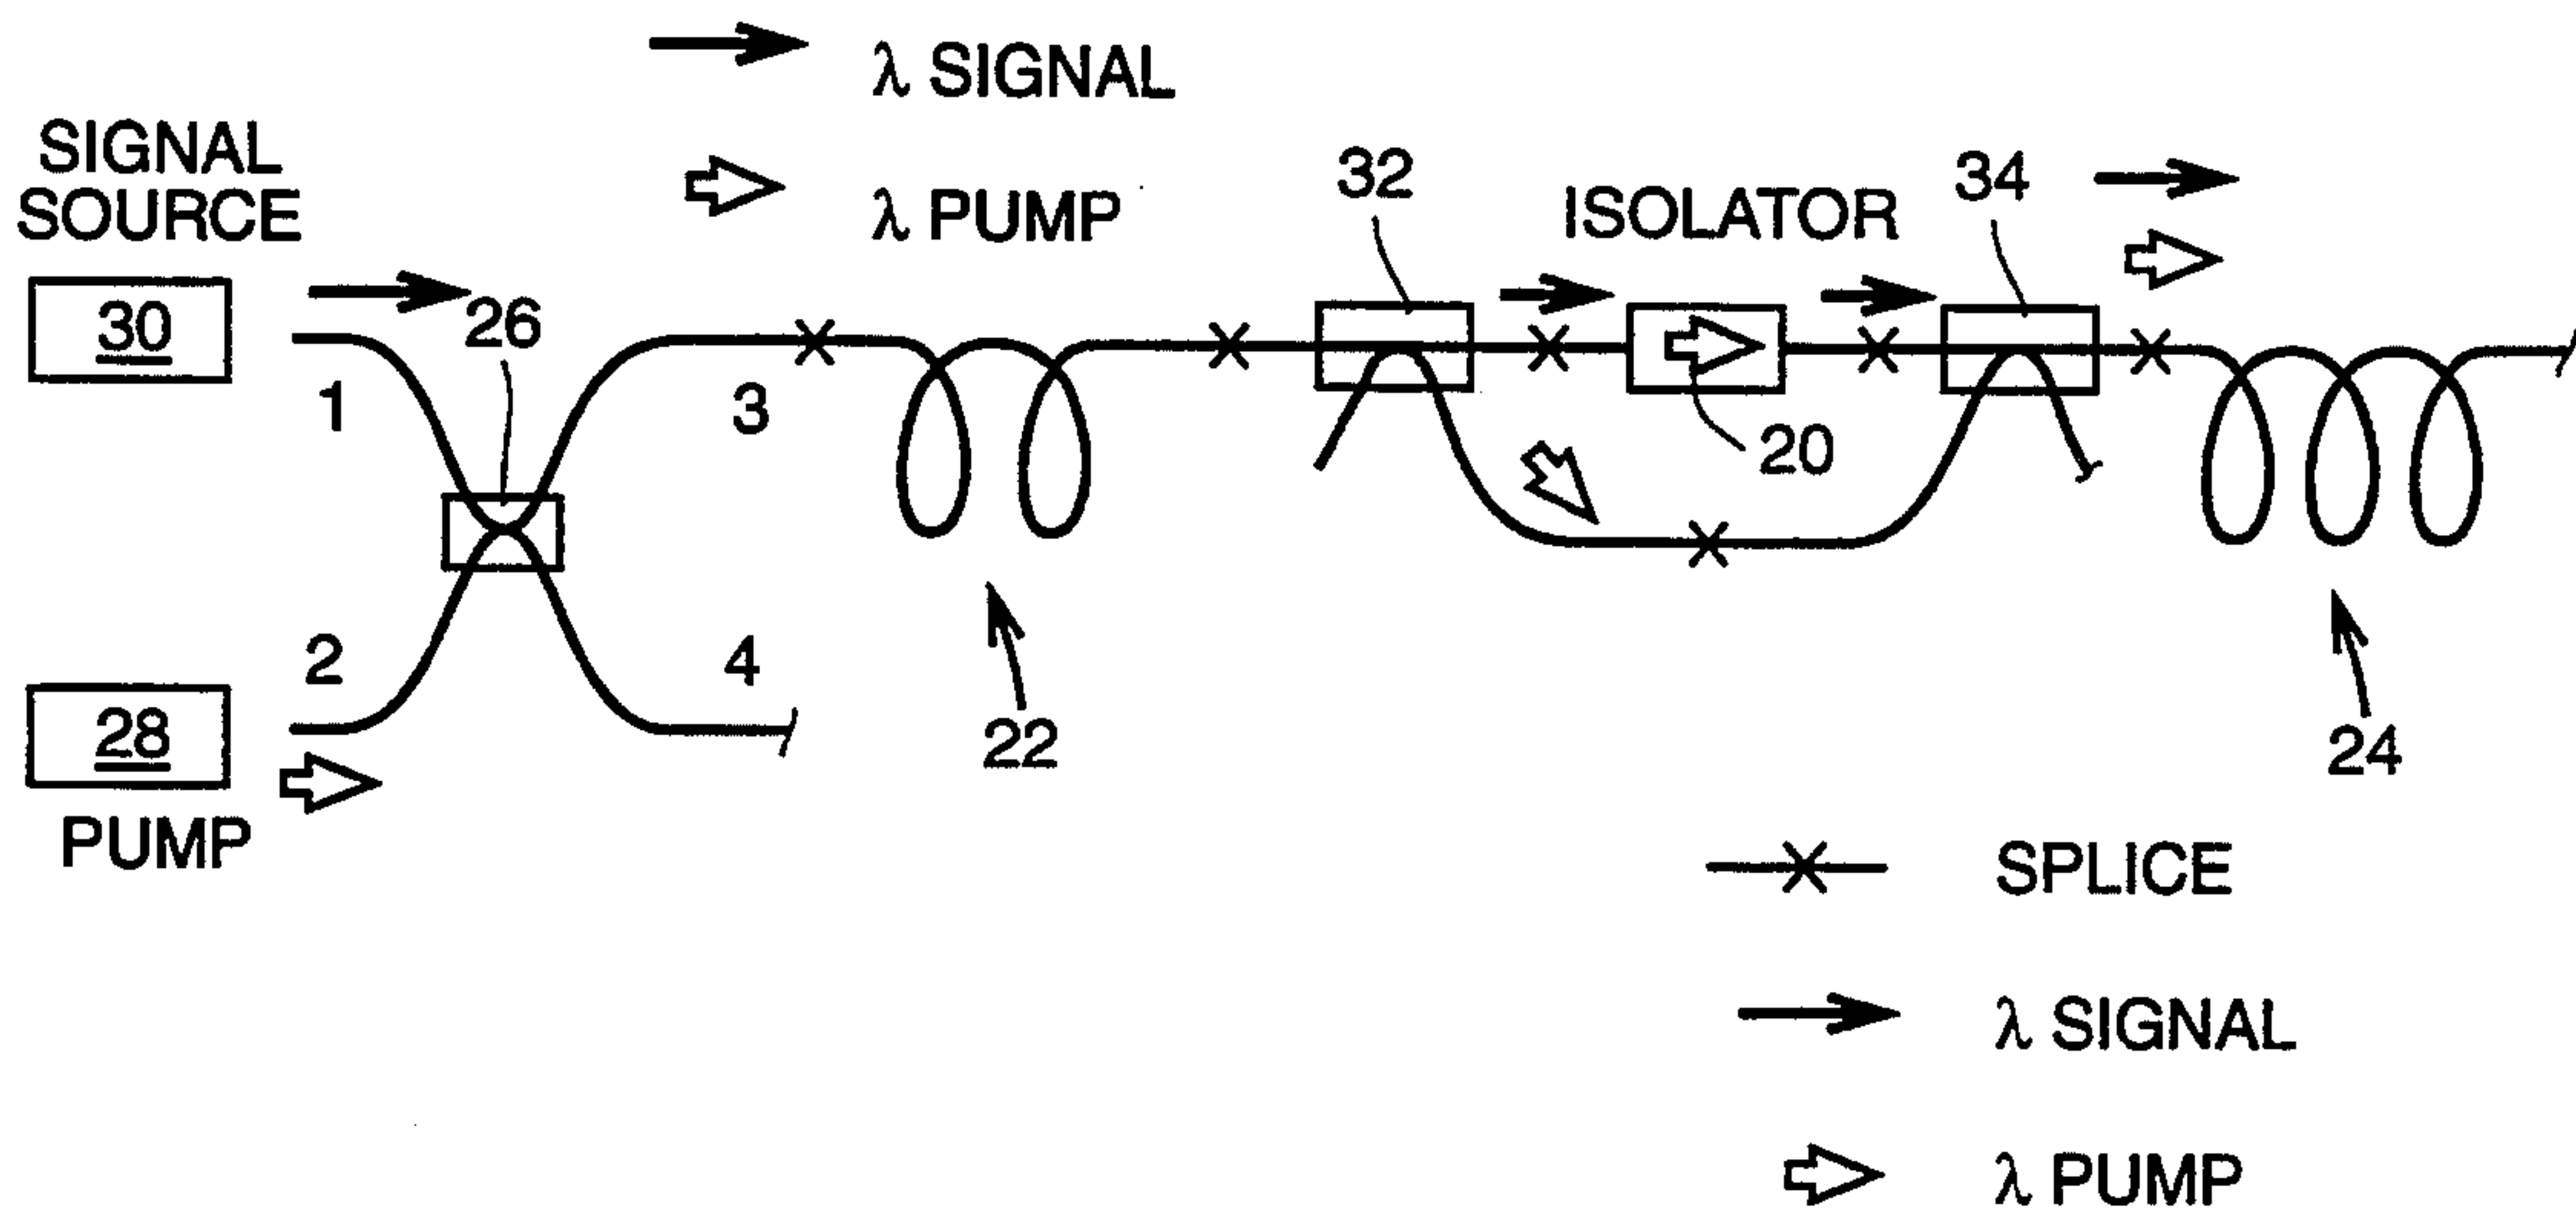 λ SIGNAL
λ PUMP
SIGNAL
SOURCE
30
1
26
3
2
28
PUMP
4
22
32
ISOLATOR
20
34
24
SPLICE
λ SIGNAL
λ PUMP